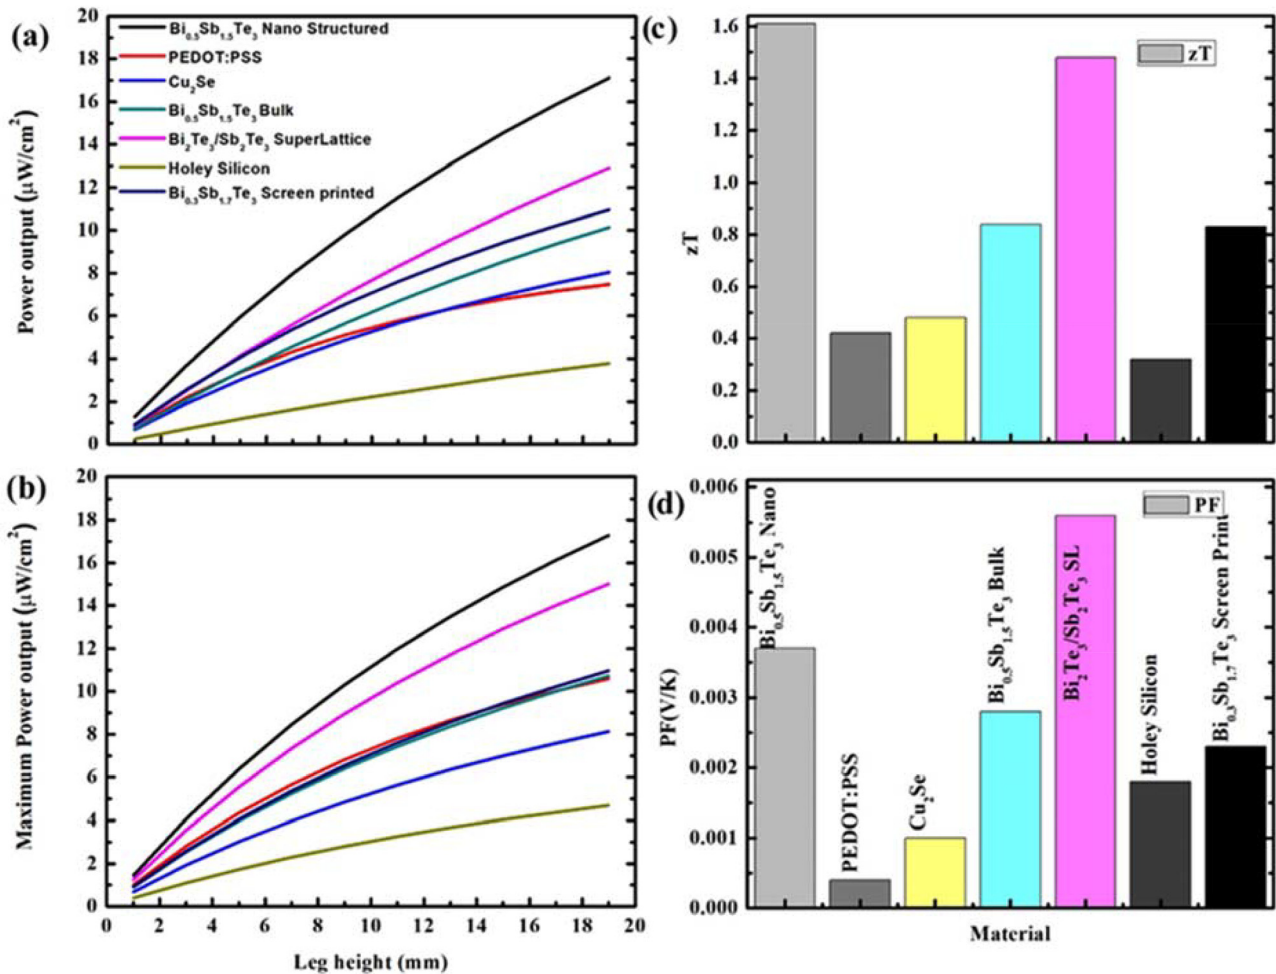 (a)
Power output (μW/cm²)
20
18
16
14
12
10
8
6
4
2
0
Bi₀.₅Sb₁.₅Te₃ Nano Structured
PEDOT:PSS
Cu₂Se
Bi₀.₅Sb₁.₅Te₃ Bulk
Bi₂Te₃/Sb₂Te₃ SuperLattice
Holey Silicon
Bi₀.₃Sb₁.₇Te₃ Screen printed
(c)
zT
1.6
1.4
1.2
1.0
0.8
0.6
0.4
0.2
0.0
zT
(b)
Maximum Power output (μW/cm²)
20
18
16
14
12
10
8
6
4
2
0
0 2 4 6 8 10 12 14 16 18 20
Leg height (mm)
(d)
PF(V/K)
0.006
0.005
0.004
0.003
0.002
0.001
0.000
PF
Bi₀.₅Sb₁.₅Te₃ Nano
PEDOT:PSS
Cu₂Se
Bi₀.₅Sb₁.₅Te₃ Bulk
Bi₂Te₃/Sb₂Te₃ SL
Holey Silicon
Bi₀.₃Sb₁.₇Te₃ Screen Print
Material